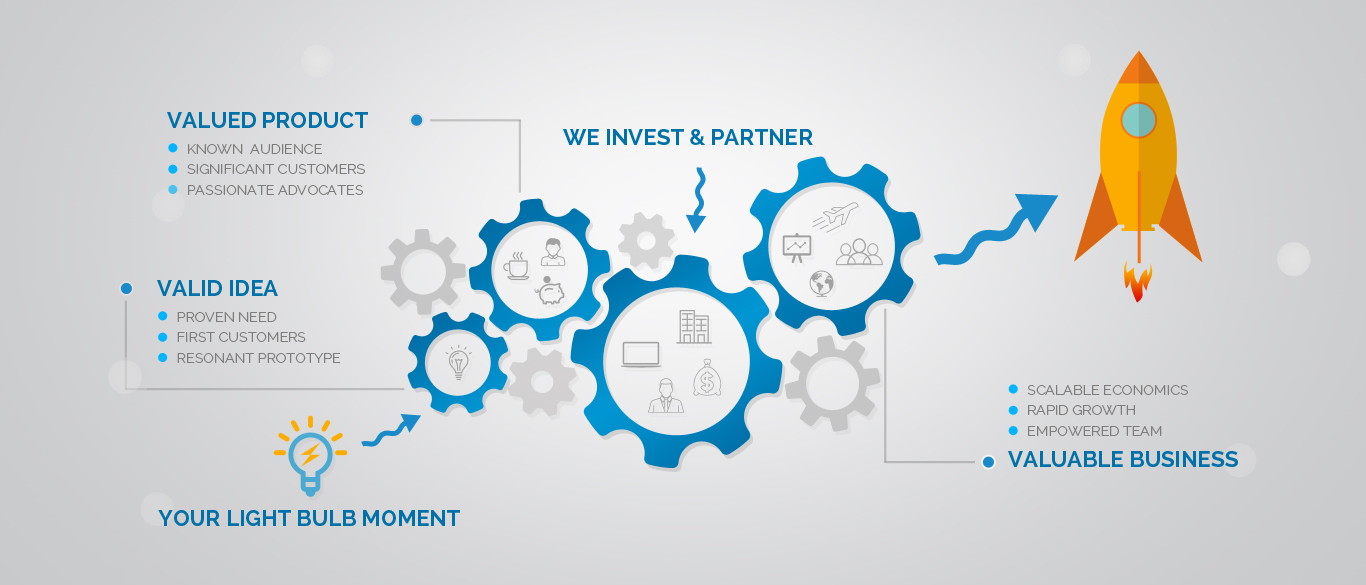 VALUED PRODUCT
KNOWN AUDIENCE
SIGNIFICANT CUSTOMERS
PASSIONATE ADVOCATES
WE INVEST & PARTNER
VALID IDEA
PROVEN NEED
FIRST CUSTOMERS
RESONANT PROTOTYPE
YOUR LIGHT BULB MOMENT
$
SCALABLE ECONOMICS
RAPID GROWTH
EMPOWERED TEAM
VALUABLE BUSINESS